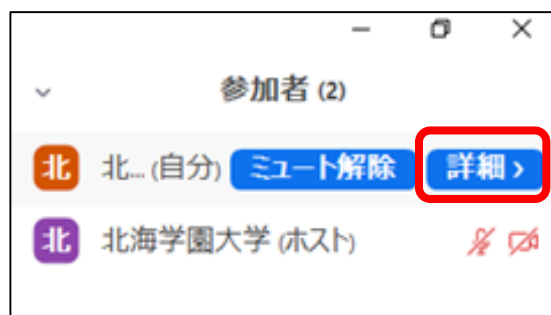 参加者 (2)
北 北... (自分) ミュート解除 詳細 >
北 北海学園大学 (ホスト)